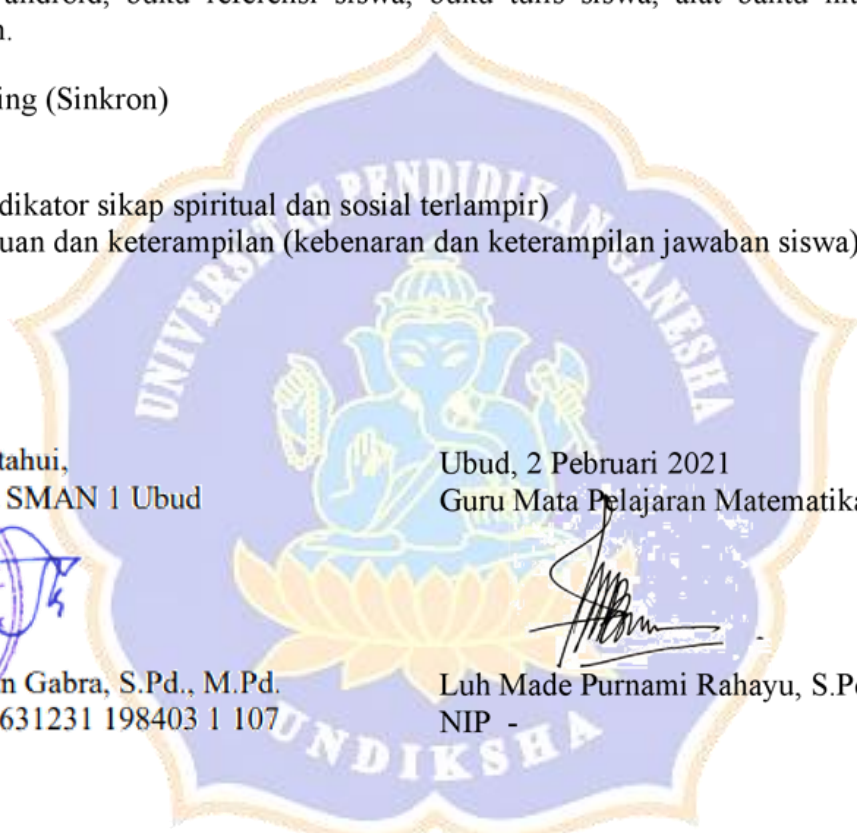 android, buku referensi siswa, buku tulis siswa, alat bantu
n.
ing (Sinkron)
dikator sikap spiritual dan sosial terlampir)
uan dan keterampilan (kebenaran dan keterampilan jawaban siswa)
UNIVERSITAS PENDIDIKAN GANESHA
tahui,
SMAN 1 Ubud
Ubud, 2 Pebruari 2021
Guru Mata Pelajaran Matematika
n Gabra, S.Pd., M.Pd.
631231 198403 1 107
Luh Made Purnami Rahayu, S.Pd
NIP -
UNDIKSHA